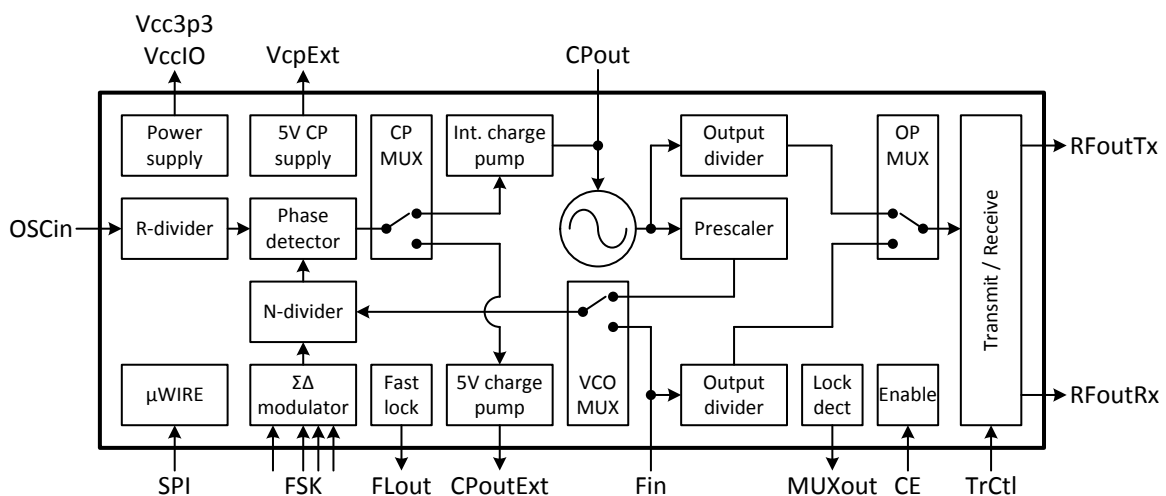 Vcc3p3
VccIO
VcpExt
CPout
Power
supply
5V CP
supply
CP
MUX
Int. charge
pump
Output
divider
OP
MUX
RFoutTx
OSCin
R-divider
Phase
detector
Prescaler
Transmit / Receive
N-divider
µWIRE
ΣΔ
modulator
Fast
lock
5V charge
pump
VCO
MUX
Output
divider
Lock
dect
Enable
RFoutRx
SPI
FSK
FLout
CPoutExt
Fin
MUXout
CE
TrCtl